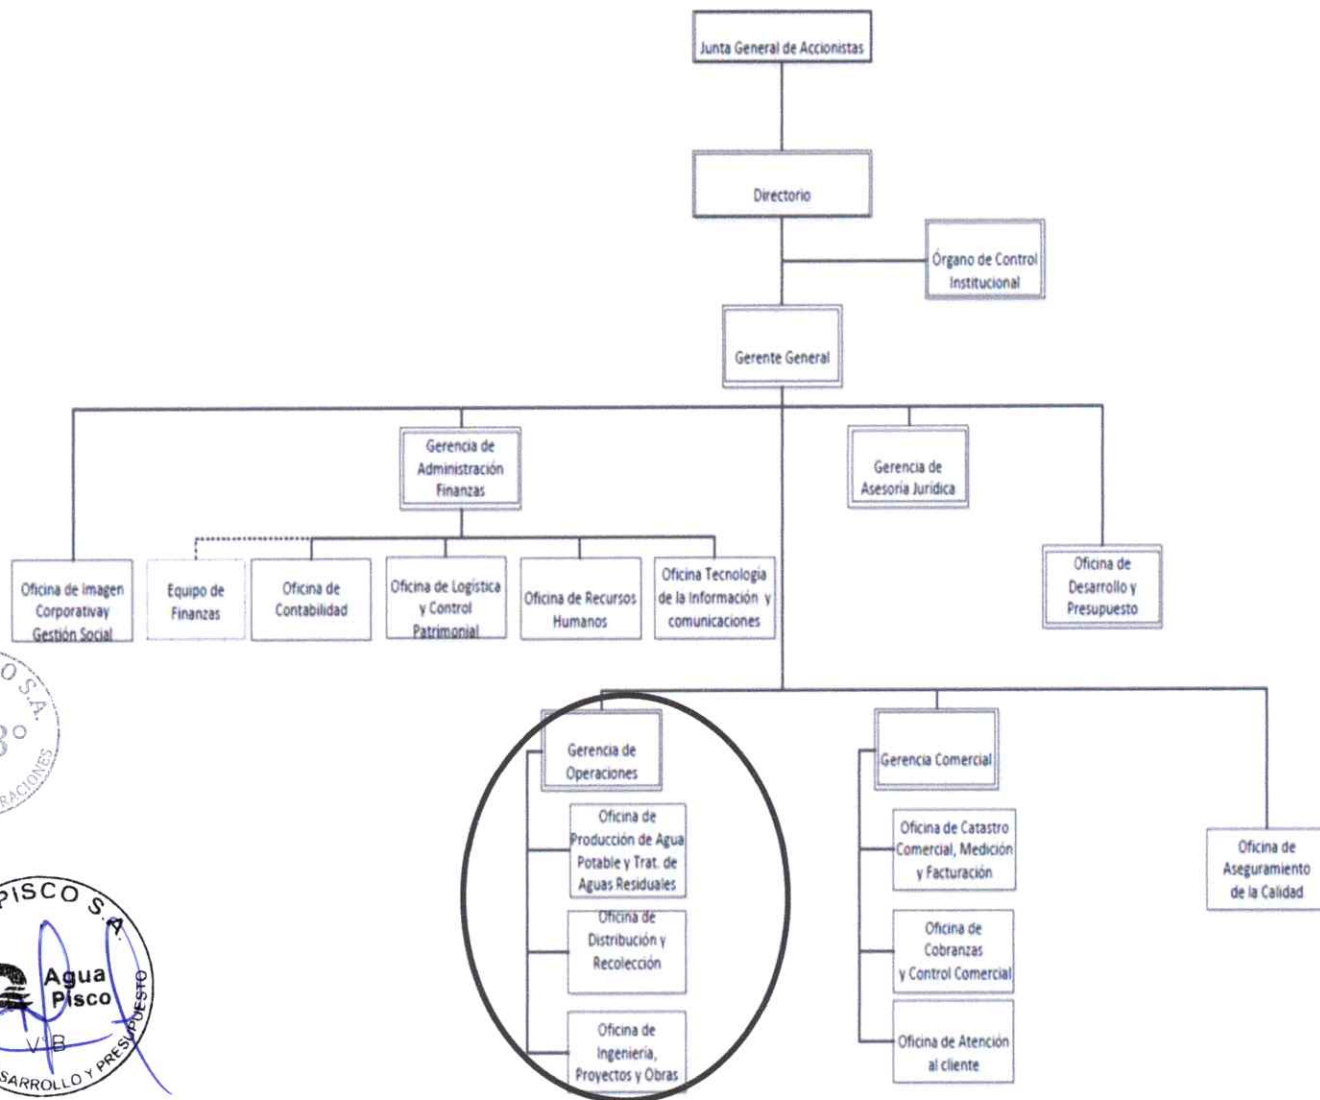 Junta General de Accionistas
Directorio
Órgano de Control
Institucional
Gerente General
Gerencia de
Administración
Finanzas
Gerencia de
Asesoría Jurídica
Oficina de Imagen
Corporativay
Gestión Social
Equipo de
Finanzas
Oficina de
Contabilidad
Oficina de Logística
y Control
Patrimonial
Oficina de Recursos
Humanos
Oficina Tecnología
de la Información y
comunicaciones
Oficina de
Desarrollo y
Presupuesto
Gerencia de
Operaciones
Oficina de
Producción de Agua
Potable y Trat. de
Aguas Residuales
Oficina de
Distribución y
Recolección
Oficina de
Ingeniería,
Proyectos y Obras
Gerencia Comercial
Oficina de Catastro
Comercial, Medición
y Facturación
Oficina de
Cobranzas
y Control Comercial
Oficina de Atención
al cliente
Oficina de
Aseguramiento
de la Calidad
O S.A.
B°
RACIONES
PISCO S.A.
Agua
Pisco
V°B
SARROLLO Y PRESUPUESTO